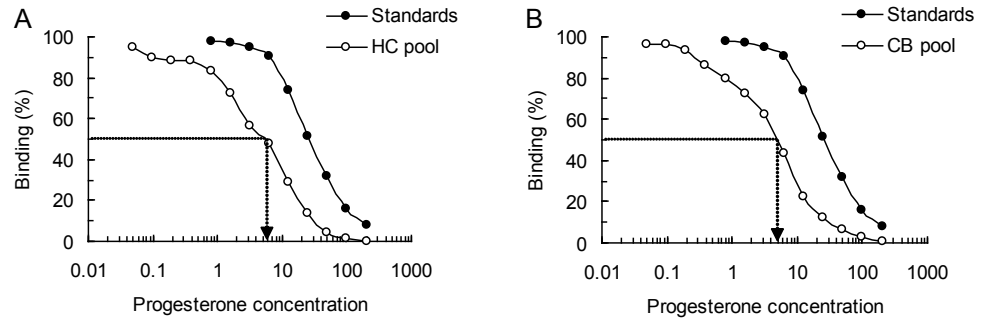 A
Standards
HC pool
Binding (%)
100
80
60
40
20
0
0.01 0.1 1 10 100 1000
Progesterone concentration
B
Standards
CB pool
Binding (%)
100
80
60
40
20
0
0.01 0.1 1 10 100 1000
Progesterone concentration